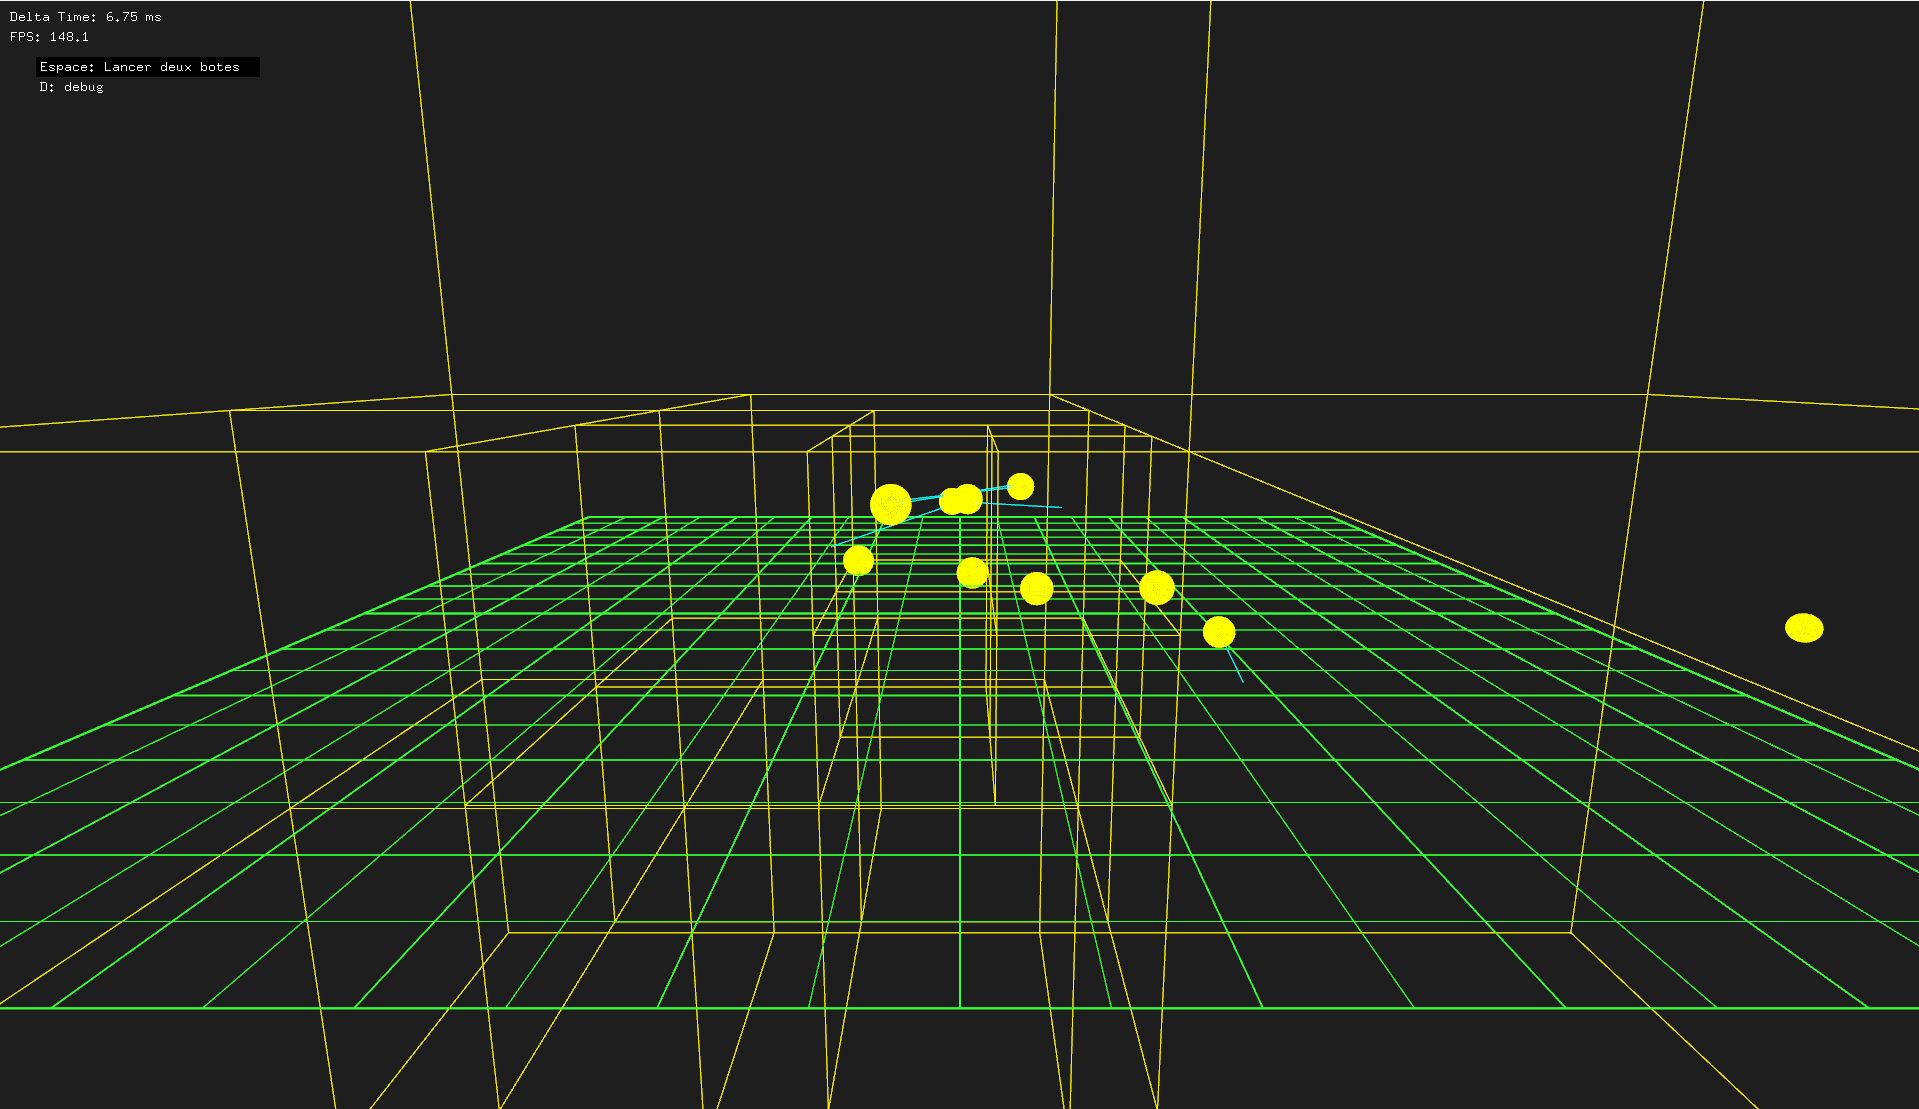 Delta Time: 6.75 ms
FPS: 148.1
Espace: Lancer deux botes
D: debug